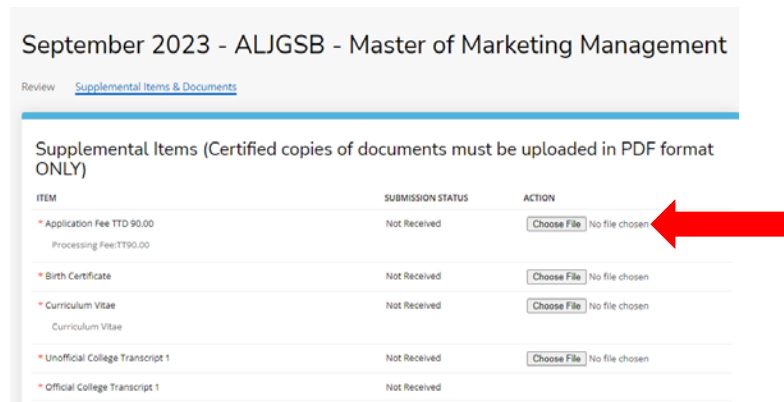 September 2023 - ALJGSB - Master of Marketing Management
Review Supplemental Items & Documents
Supplemental Items (Certified copies of documents must be uploaded in PDF format
ONLY)
ITEM SUBMISSION STATUS ACTION
* Application Fee TTD 90.00 Not Received Choose File No file chosen
Processing Fee:TT90.00
* Birth Certificate Not Received Choose File No file chosen
* Curriculum Vitae Not Received Choose File No file chosen
Curriculum Vitae
* Unofficial College Transcript 1 Not Received Choose File No file chosen
* Official College Transcript 1 Not Received